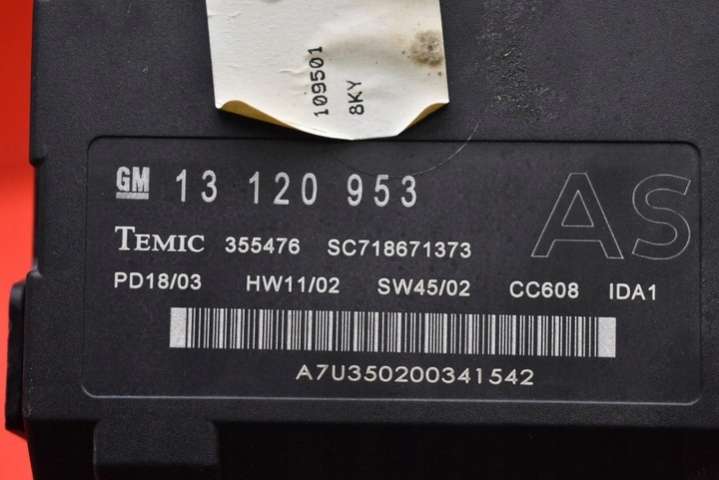 109501
8KY
GM 13 120 953
AS
TEMIC 355476 SC718671373
PD18/03 HW11/02 SW45/02 CC608 IDA1
A7U350200341542